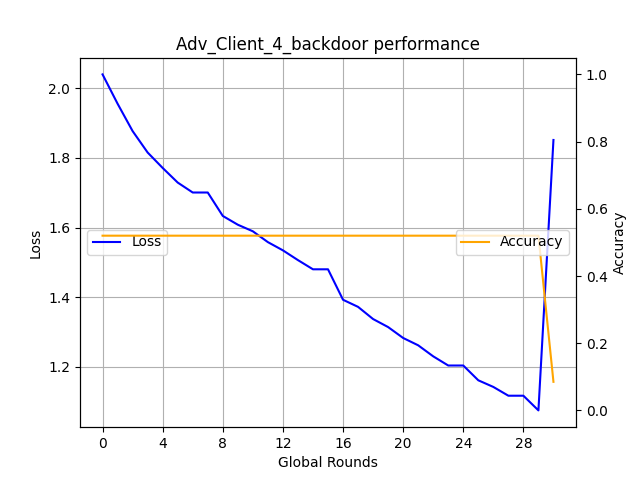 Adv_Client_4_backdoor performance
Loss
2.0
1.8
1.6
1.4
1.2
Loss
Accuracy
1.0
0.8
0.6
0.4
0.2
0.0
Accuracy
0 4 8 12 16 20 24 28
Global Rounds